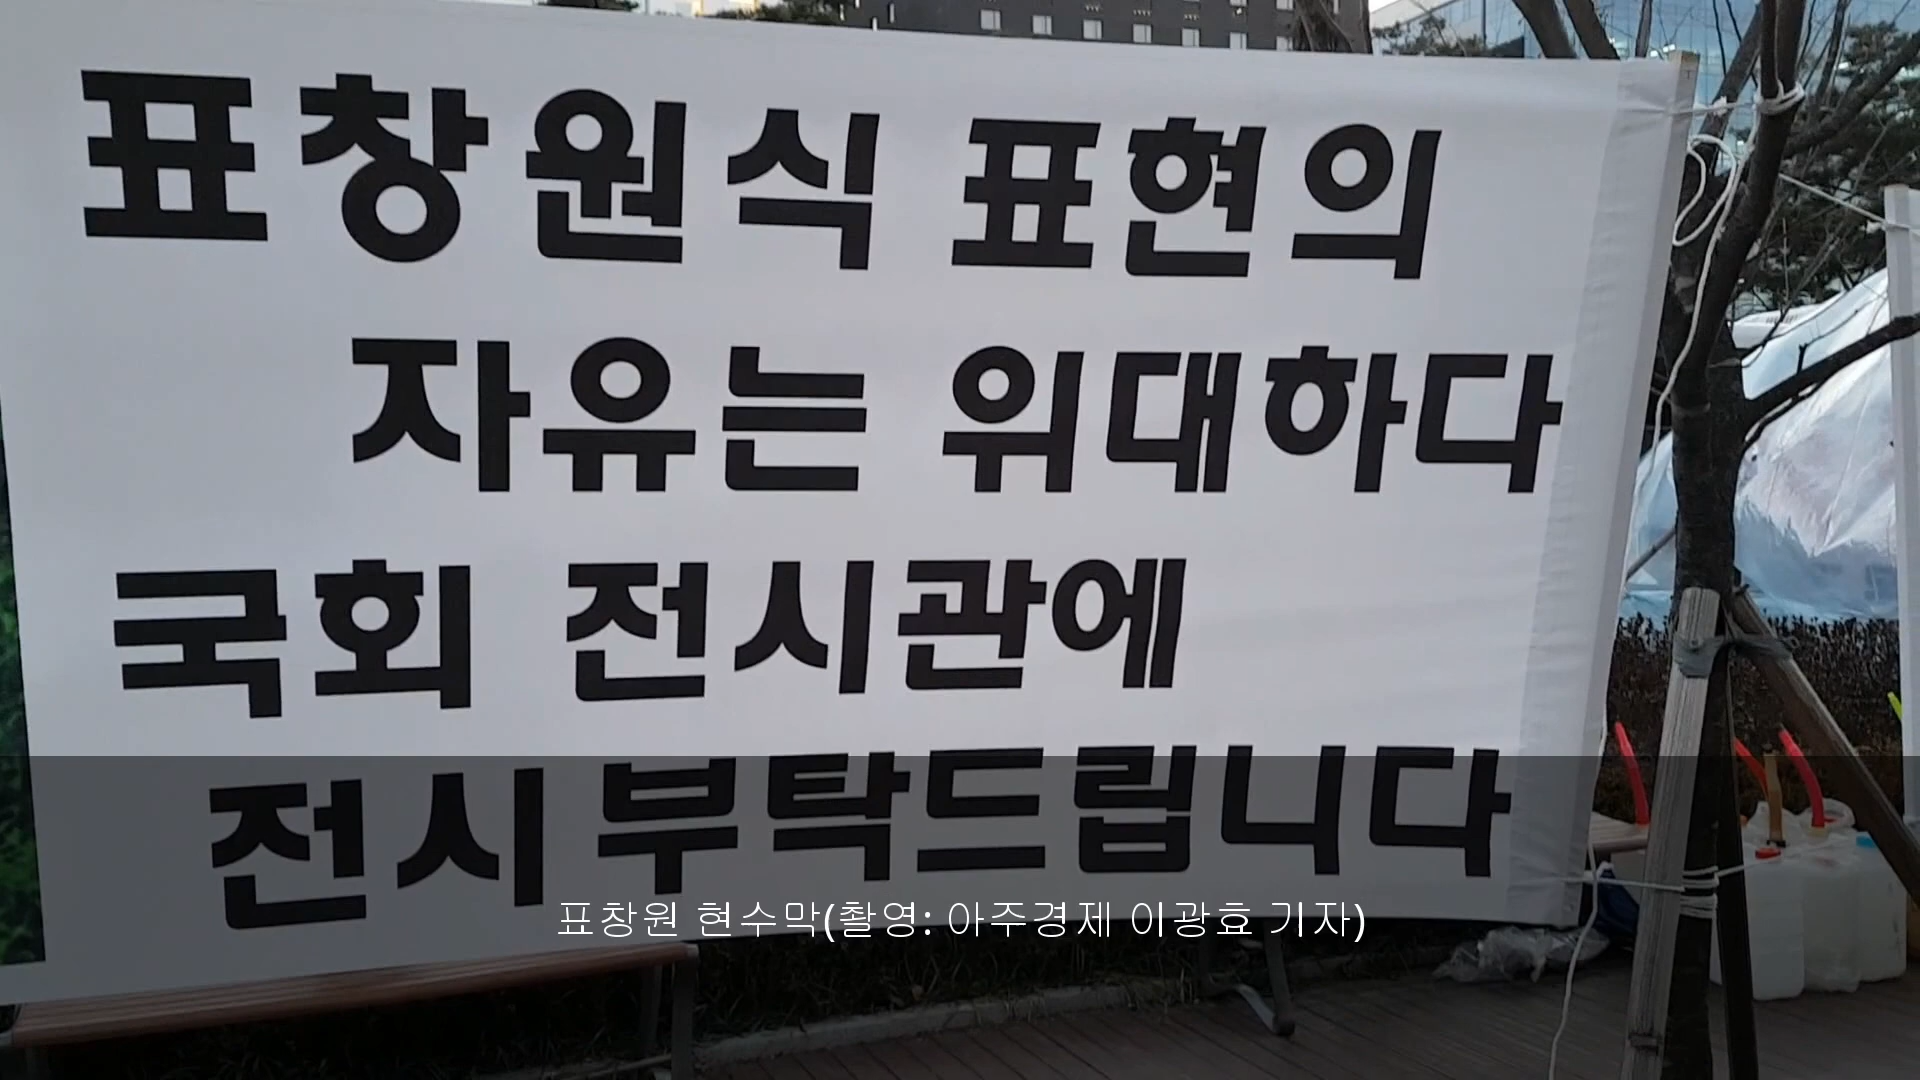 표창원식 표현의
자유는 위대하다
국회 전시관에
전시 부탁드립니다
표창원 현수막(촬영: 아주경제 이광효 기자)